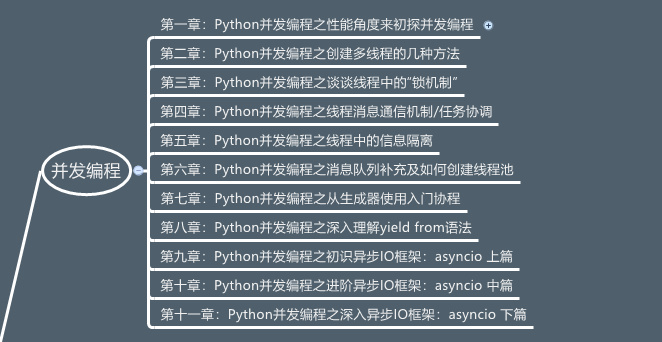 并发编程
第一章：Python并发编程之性能角度来初探并发编程
第二章：Python并发编程之创建多线程的几种方法
第三章：Python并发编程之谈谈线程中的“锁机制”
第四章：Python并发编程之线程消息通信机制/任务协调
第五章：Python并发编程之线程中的信息隔离
第六章：Python并发编程之消息队列补充及如何创建线程池
第七章：Python并发编程之从生成器使用入门协程
第八章：Python并发编程之深入理解yield from语法
第九章：Python并发编程之初识异步IO框架：asyncio 上篇
第十章：Python并发编程之进阶异步IO框架：asyncio 中篇
第十一章：Python并发编程之深入异步IO框架：asyncio 下篇